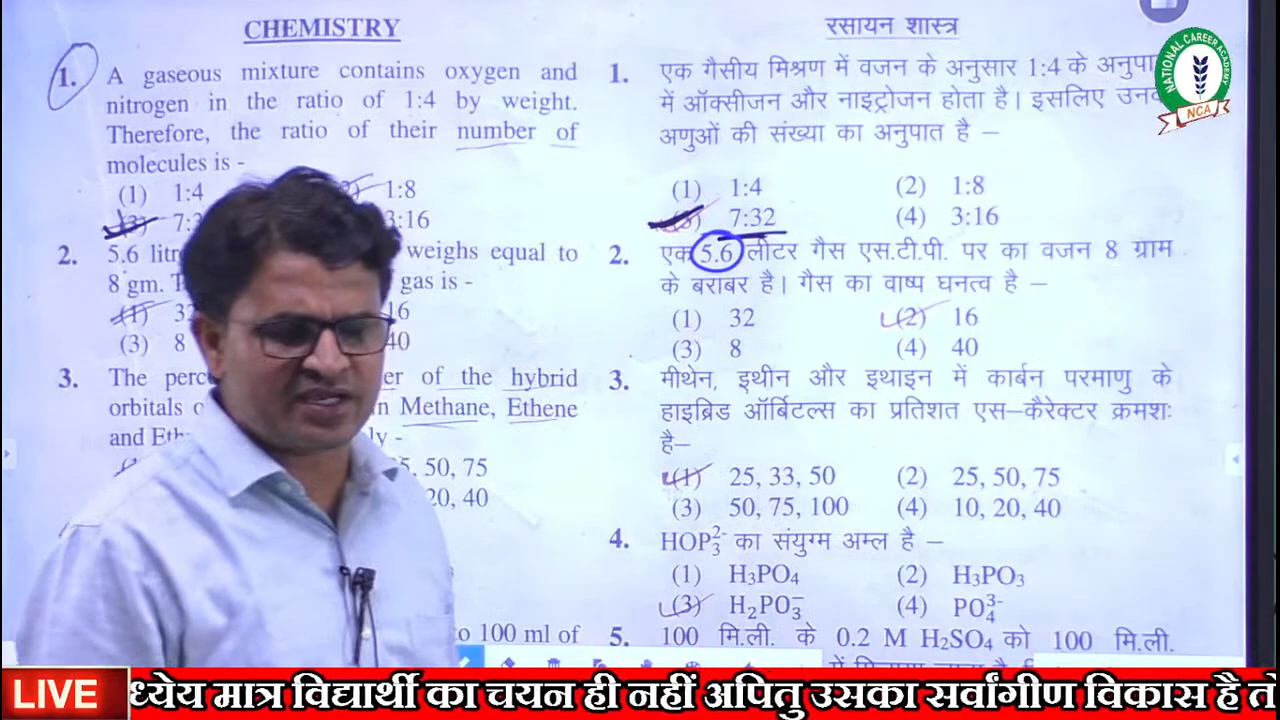 CHEMISTRY
1. A gaseous mixture contains oxygen and
nitrogen in the ratio of 1:4 by weight.
Therefore, the ratio of their number of
molecules is -
(1) 1:4 1:8
(3) 3:16
2. 5.6 weighs equal to
8 gm. gas is -
(1) 16
(3) 8 40
3. The of the hybrid
orbitals Methane, Ethene
and
50, 75
20, 40
to 100 ml of
रसायन शास्त्र
1. एक गैसीय मिश्रण में वजन के अनुसार 1:4 के
में ऑक्सीजन और नाइट्रोजन होता है। इसलिए
अणुओं की संख्या का अनुपात है –
(1) 1:4 (2) 1:8
(3) 7:32 (4) 3:16
2. एक 5.6 लीटर गैस एस.टी.पी. पर का वजन 8 ग्राम
के बराबर है। गैस का वाष्प घनत्व है –
(1) 32 (2) 16
(3) 8 (4) 40
3. मीथेन, इथीन और इथाइन में कार्बन परमाणु के
हाइब्रिड ऑर्बिटल्स का प्रतिशत एस–कैरेक्टर क्रमशः
है–
(1) 25, 33, 50 (2) 25, 50, 75
(3) 50, 75, 100 (4) 10, 20, 40
4. HOP₃²⁻ का संयुग्म अम्ल है –
(1) H₃PO₄ (2) H₃PO₃
(3) H₂PO₃⁻ (4) PO₄³⁻
5. 100 मि.ली. के 0.2 M H₂SO₄ को 100 मि.ली.
NATIONAL CAREER ACADEMY
NCA
LIVE ध्येय मात्र विद्यार्थी का चयन ही नहीं अपितु उसका सर्वांगीण विकास है